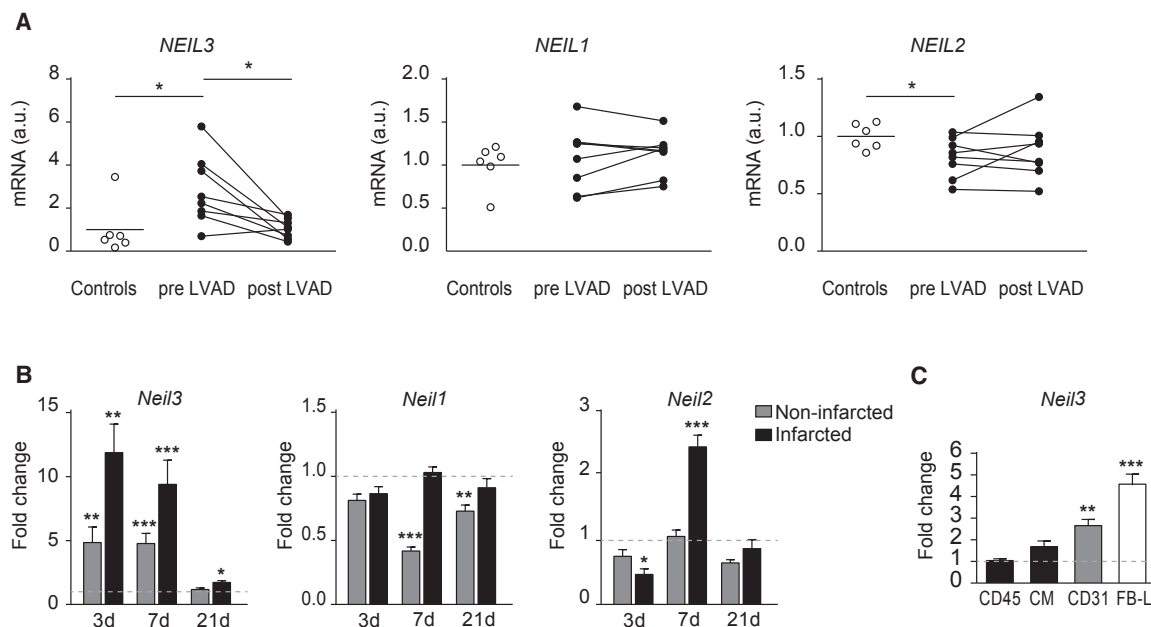 A
NEIL3
NEIL1
NEIL2
mRNA (a.u.)
8
6
4
2
0
*
*
Controls pre LVAD post LVAD
mRNA (a.u.)
2.0
1.5
1.0
0.5
0.0
Controls pre LVAD post LVAD
mRNA (a.u.)
1.5
1.0
0.5
0.0
*
Controls pre LVAD post LVAD
B
Neil3
Fold change
15
10
5
0
**
**
***
***
*
3d 7d 21d
Neil1
Fold change
1.5
1.0
0.5
0.0
***
**
3d 7d 21d
Neil2
Fold change
3
2
1
0
*
***
3d 7d 21d
Non-infarcted
Infarcted
C
Neil3
Fold change
6
5
4
3
2
1
0
**
***
CD45 CM CD31 FB-L